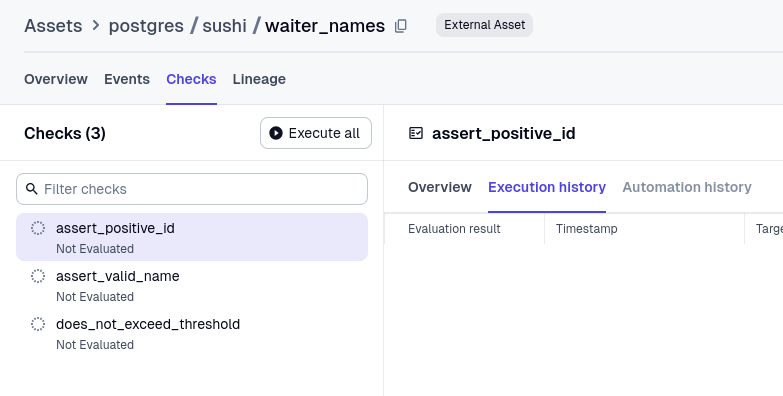 Assets > postgres / sushi / waiter_names External Asset
Overview Events Checks Lineage
Checks (3) Execute all
Filter checks
assert_positive_id
Not Evaluated
assert_valid_name
Not Evaluated
does_not_exceed_threshold
Not Evaluated
assert_positive_id
Overview Execution history Automation history
Evaluation result Timestamp Targe